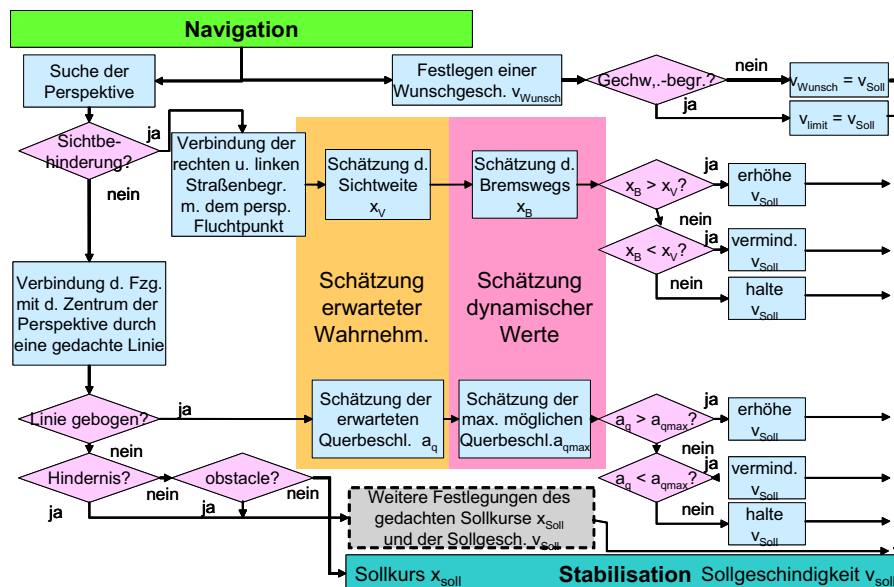 Navigation
Suche der
Perspektive
Festlegen einer
Wunschgesch. vWunsch
Gechw,.-begr.?
nein
ja
vWunsch = vSoll
vlimit = vSoll
Sichtbe-
hinderung?
ja
nein
Verbindung der
rechten u. linken
Straßenbegr.
m. dem persp.
Fluchtpunkt
Schätzung d.
Sichtweite
xV
Schätzung d.
Bremswegs
xB
xB > xV?
ja
nein
erhöhe
vSoll
xB < xV?
ja
nein
vermind.
vSoll
halte
vSoll
Verbindung d. Fzg.
mit d. Zentrum der
Perspektive durch
eine gedachte Linie
Schätzung
erwarteter
Wahrnehm.
Schätzung
dynamischer
Werte
Linie gebogen?
ja
nein
Schätzung der
erwarteten
Querbeschl. aq
Schätzung der
max. möglichen
Querbeschl.aqmax
aq > aqmax?
ja
nein
erhöhe
vSoll
aq < aqmax?
ja
nein
vermind.
vSoll
halte
vSoll
Hindernis?
nein
ja
obstacle?
nein
ja
Weitere Festlegungen des
gedachten Sollkurse xSoll
und der Sollgesch. vSoll
Sollkurs xsoll
Stabilisation
Sollgeschindigkeit vsoll